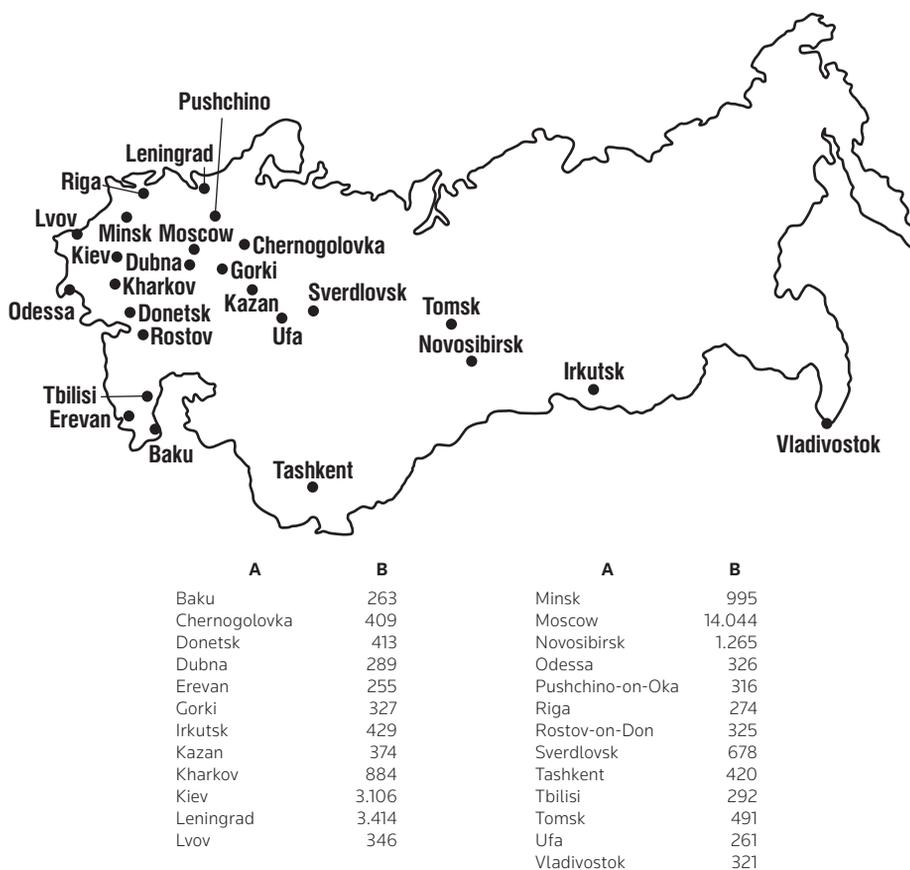 Pushchino
Leningrad
Riga
Lvov
Minsk Moscow
Chernogolovka
Kiev
Dubna
Gorki
Kharkov
Kazan
Sverdlovsk
Odessa
Donetsk
Tomsk
Rostov
Ufa
Novosibirsk
Irkutsk
Tbilisi
Erevan
Baku
Vladivostok
Tashkent
A B A B
Baku 263 Minsk 995
Chernogolovka 409 Moscow 14.044
Donetsk 413 Novosibirsk 1.265
Dubna 289 Odessa 326
Erevan 255 Pushchino-on-Oka 316
Gorki 327 Riga 274
Irkutsk 429 Rostov-on-Don 325
Kazan 374 Sverdlovsk 678
Kharkov 884 Tashkent 420
Kiev 3.106 Tbilisi 292
Leningrad 3.414 Tomsk 491
Lvov 346 Ufa 261
Vladivostok 321